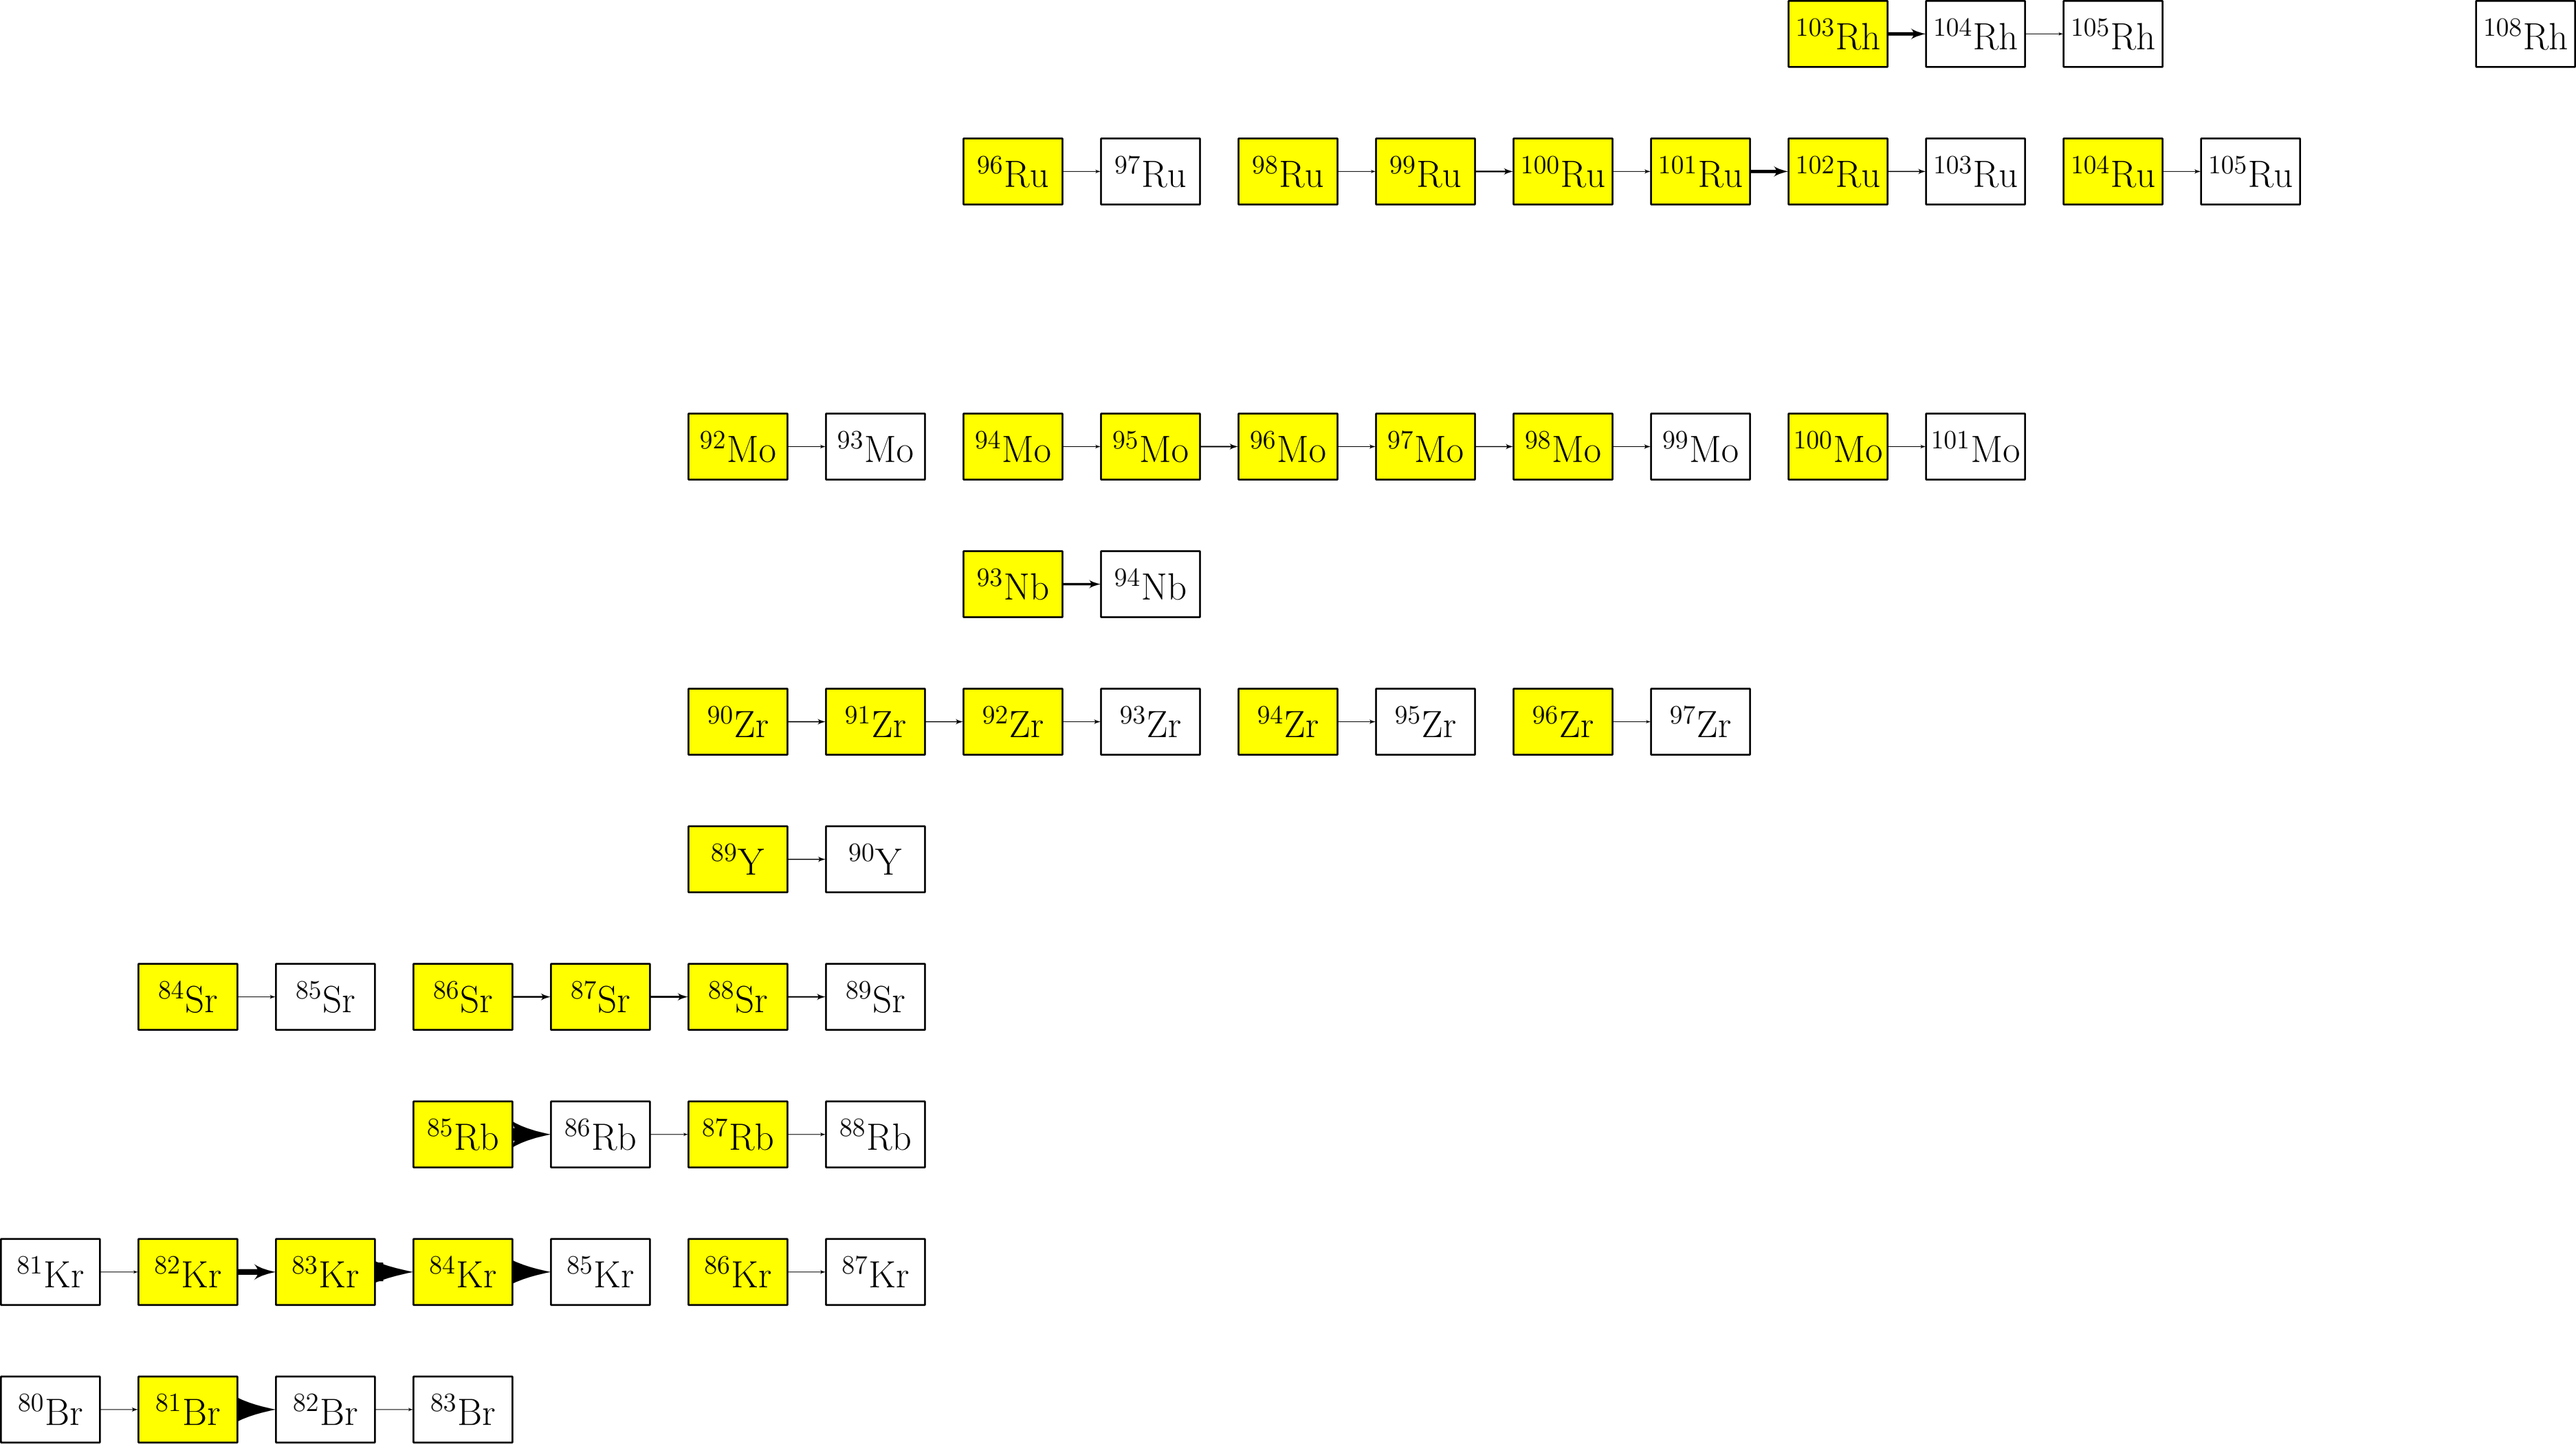 ¹⁰³Rh ¹⁰⁴Rh ¹⁰⁵Rh ¹⁰⁸Rh
⁹⁶Ru ⁹⁷Ru ⁹⁸Ru ⁹⁹Ru ¹⁰⁰Ru ¹⁰¹Ru ¹⁰²Ru ¹⁰³Ru ¹⁰⁴Ru ¹⁰⁵Ru
⁹²Mo ⁹³Mo ⁹⁴Mo ⁹⁵Mo ⁹⁶Mo ⁹⁷Mo ⁹⁸Mo ⁹⁹Mo ¹⁰⁰Mo ¹⁰¹Mo
⁹³Nb ⁹⁴Nb
⁹⁰Zr ⁹¹Zr ⁹²Zr ⁹³Zr ⁹⁴Zr ⁹⁵Zr ⁹⁶Zr ⁹⁷Zr
⁸⁹Y ⁹⁰Y
⁸⁴Sr ⁸⁵Sr ⁸⁶Sr ⁸⁷Sr ⁸⁸Sr ⁸⁹Sr
⁸⁵Rb ⁸⁶Rb ⁸⁷Rb ⁸⁸Rb
⁸¹Kr ⁸²Kr ⁸³Kr ⁸⁴Kr ⁸⁵Kr ⁸⁶Kr ⁸⁷Kr
⁸⁰Br ⁸¹Br ⁸²Br ⁸³Br